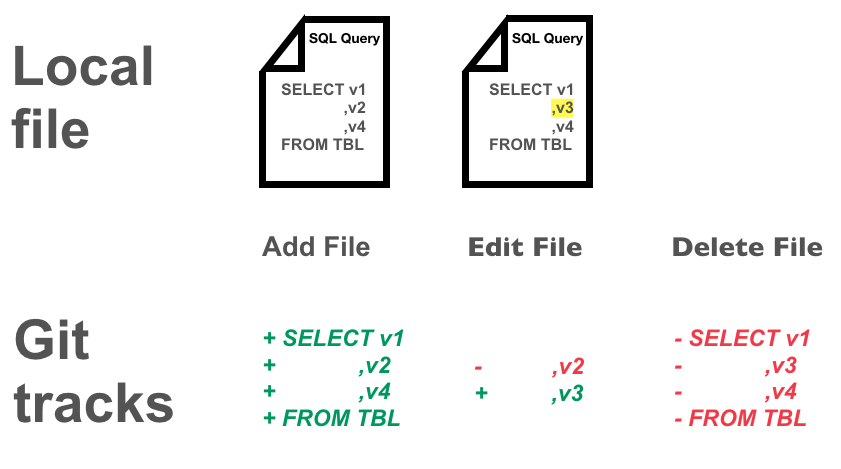 Local
file
SQL Query
SELECT v1
,v2
,v4
FROM TBL
SQL Query
SELECT v1
,v3
,v4
FROM TBL
Add File
Edit File
Delete File
Git
tracks
+ SELECT v1
+ ,v2
+ ,v4
+ FROM TBL
- ,v2
+ ,v3
- SELECT v1
- ,v3
- ,v4
- FROM TBL